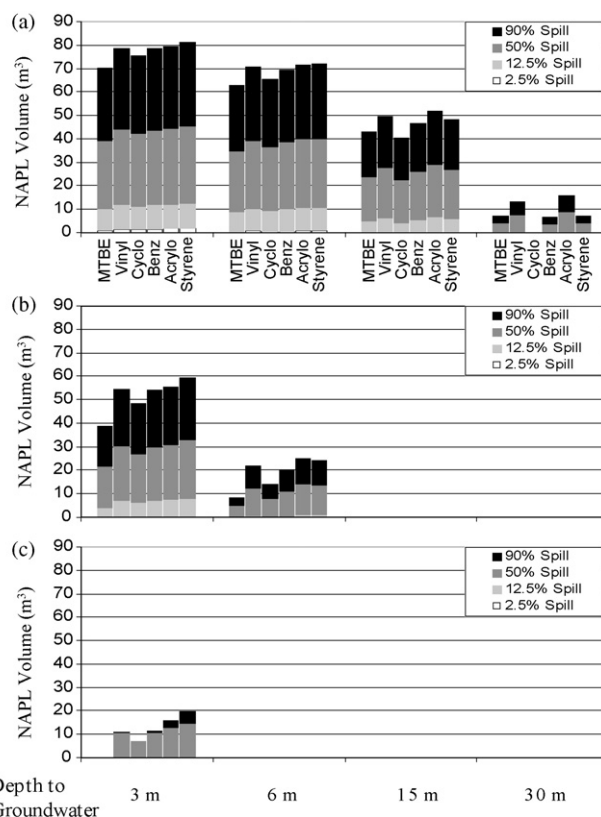 (a)
90
80
70
60
50
40
30
20
10
0
NAPL Volume (m³)
90% Spill
50% Spill
12.5% Spill
2.5% Spill
MTBE Vinyl Cyclo Benz Acrylo Styrene MTBE Vinyl Cyclo Benz Acrylo Styrene MTBE Vinyl Cyclo Benz Acrylo Styrene MTBE Vinyl Cyclo Benz Acrylo Styrene
(b)
90
80
70
60
50
40
30
20
10
0
NAPL Volume (m³)
90% Spill
50% Spill
12.5% Spill
2.5% Spill
(c)
90
80
70
60
50
40
30
20
10
0
NAPL Volume (m³)
90% Spill
50% Spill
12.5% Spill
2.5% Spill
Depth to
Groundwater
3 m 6 m 15 m 30 m